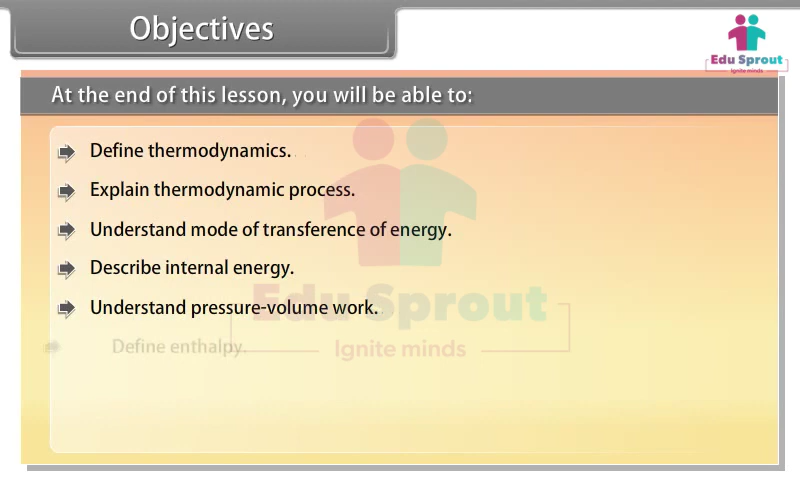 Objectives
Edu Sprout
Ignite minds
At the end of this lesson, you will be able to:
Define thermodynamics.
Explain thermodynamic process.
Understand mode of transference of energy.
Describe internal energy.
Understand pressure-volume work.
Edu Sprout
Define enthalpy.
Ignite minds